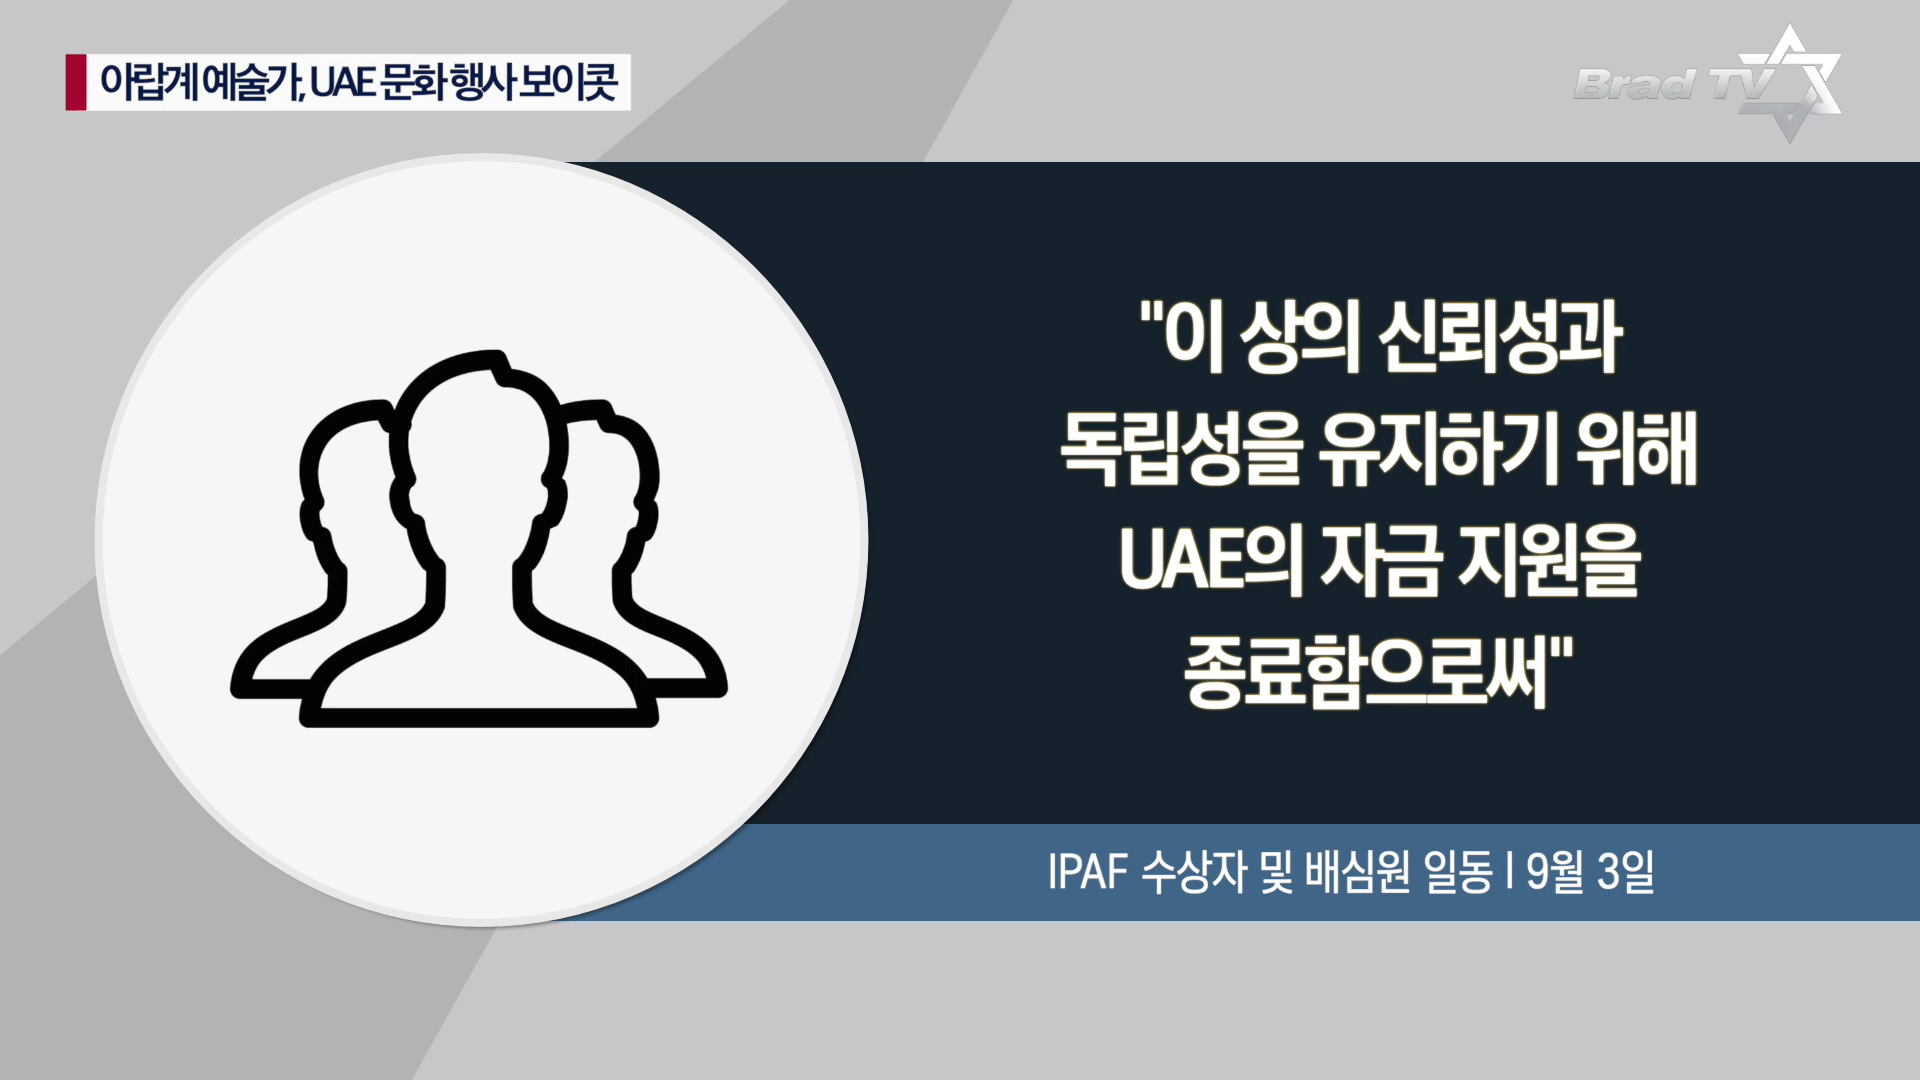 아랍계 예술가, UAE 문화 행사 보이콧
Brad TV
"이 상의 신뢰성과
독립성을 유지하기 위해
UAE의 자금 지원을
종료함으로써"
IPAF 수상자 및 배심원 일동 | 9월 3일